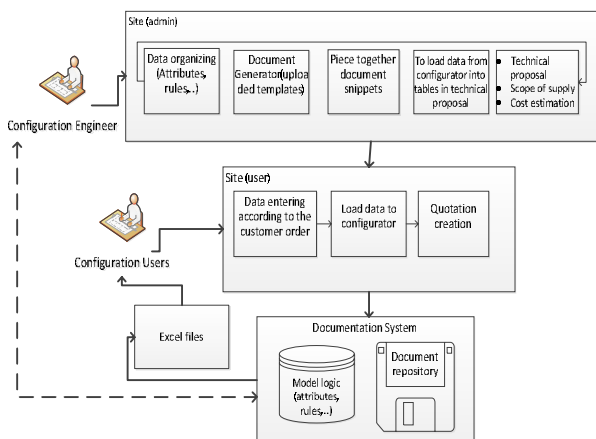 Site (admin)
Data organizing
(Attributes,
rules,..)
Document
Generator(uploa
ded templates)
Piece together
document
snippets
To load data from
configurator into
tables in technical
proposal
• Technical
proposal
• Scope of supply
• Cost estimation
Configuration Engineer
Site (user)
Data entering
according to the
customer order
Load data to
configurator
Quotation
creation
Configuration Users
Excel files
Documentation System
Model logic
(attributes,
rules,..)
Document
repository